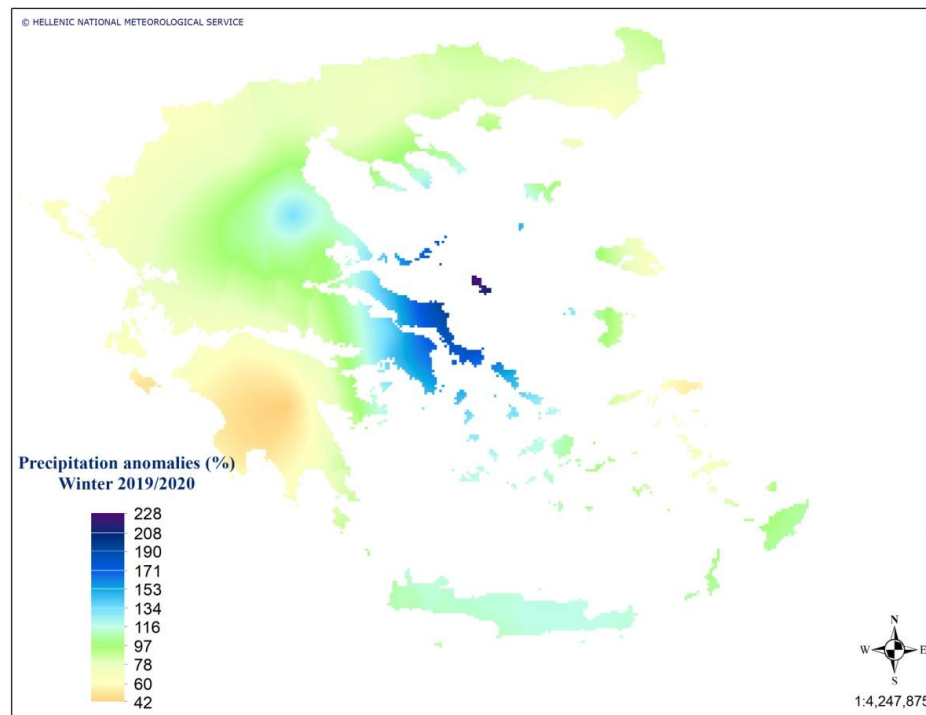 © HELLENIC NATIONAL METEOROLOGICAL SERVICE
Precipitation anomalies (%)
Winter 2019/2020
228
208
190
171
153
134
116
97
78
60
42
N
W E
S
1:4,247,875